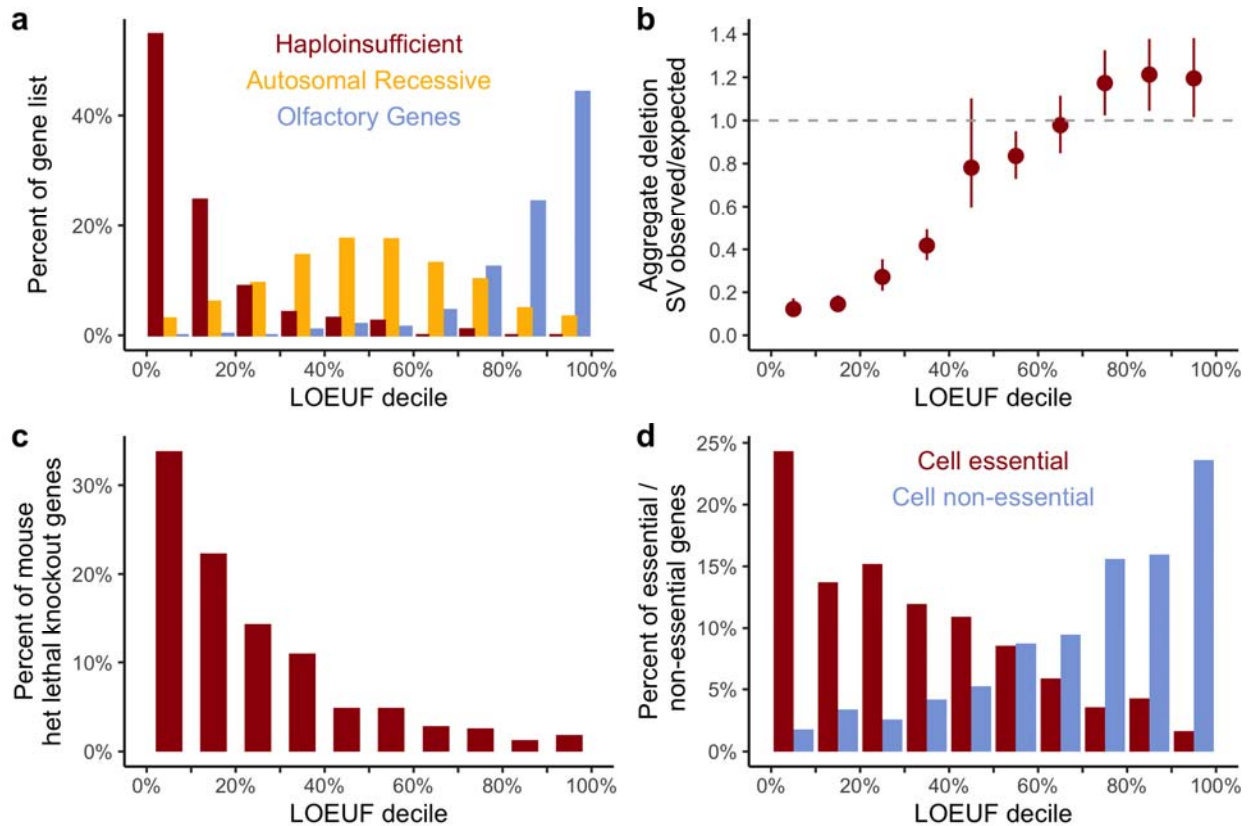 a
Haploinsufficient
Autosomal Recessive
Olfactory Genes
Percent of gene list
40%
20%
0%
0%
20%
40%
60%
80%
100%
LOEUF decile
b
Aggregate deletion
SV observed/expected
1.4
1.2
1.0
0.8
0.6
0.4
0.2
0.0
0%
20%
40%
60%
80%
100%
LOEUF decile
c
Percent of mouse
het lethal knockout genes
30%
20%
10%
0%
0%
20%
40%
60%
80%
100%
LOEUF decile
d
Cell essential
Cell non-essential
Percent of essential /
non-essential genes
25%
20%
15%
10%
5%
0%
0%
20%
40%
60%
80%
100%
LOEUF decile